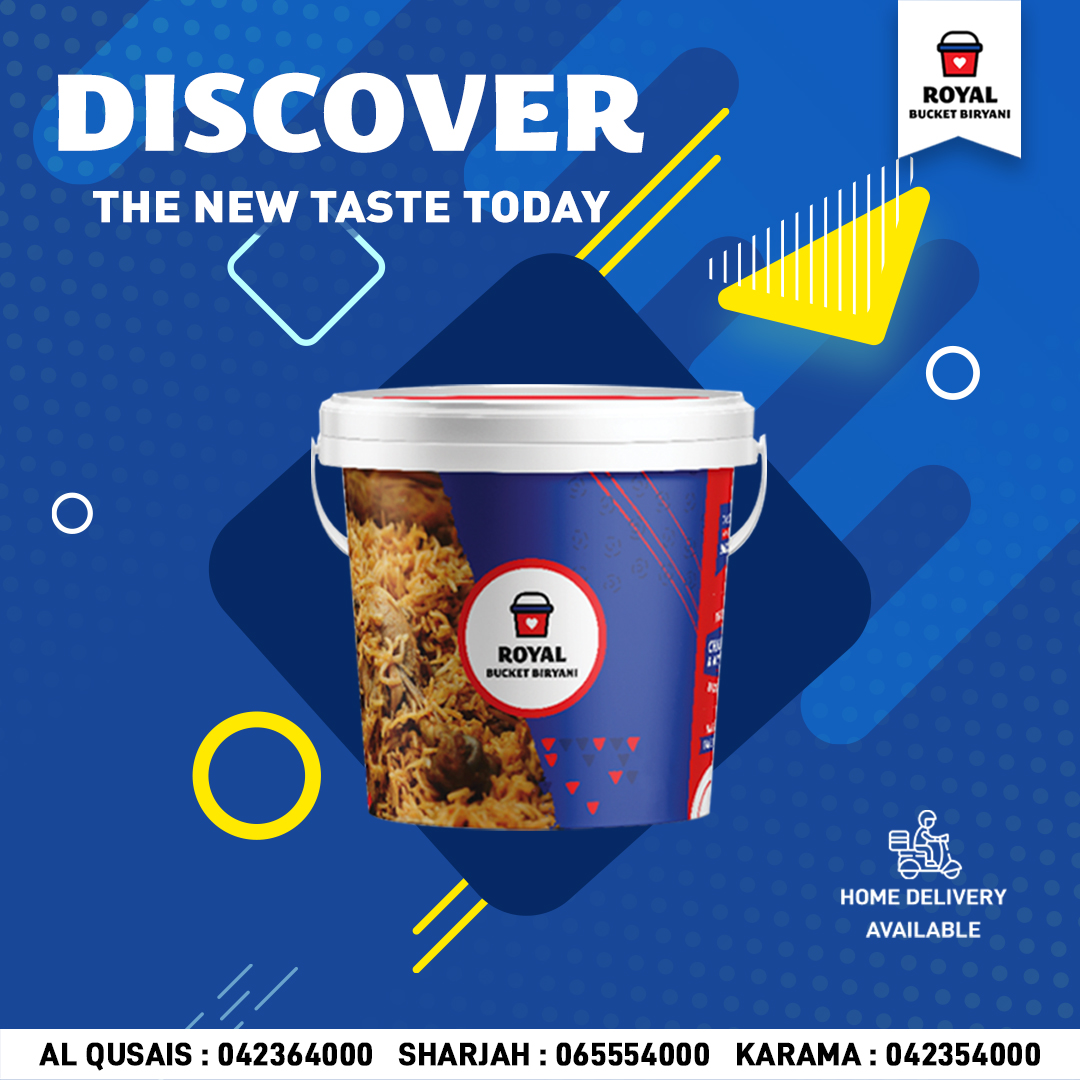 DISCOVER
THE NEW TASTE TODAY
ROYAL
BUCKET BIRYANI
ROYAL
BUCKET BIRYANI
HOME DELIVERY
AVAILABLE
AL QUSAIS : 042364000 SHARJAH : 065554000 KARAMA : 042354000